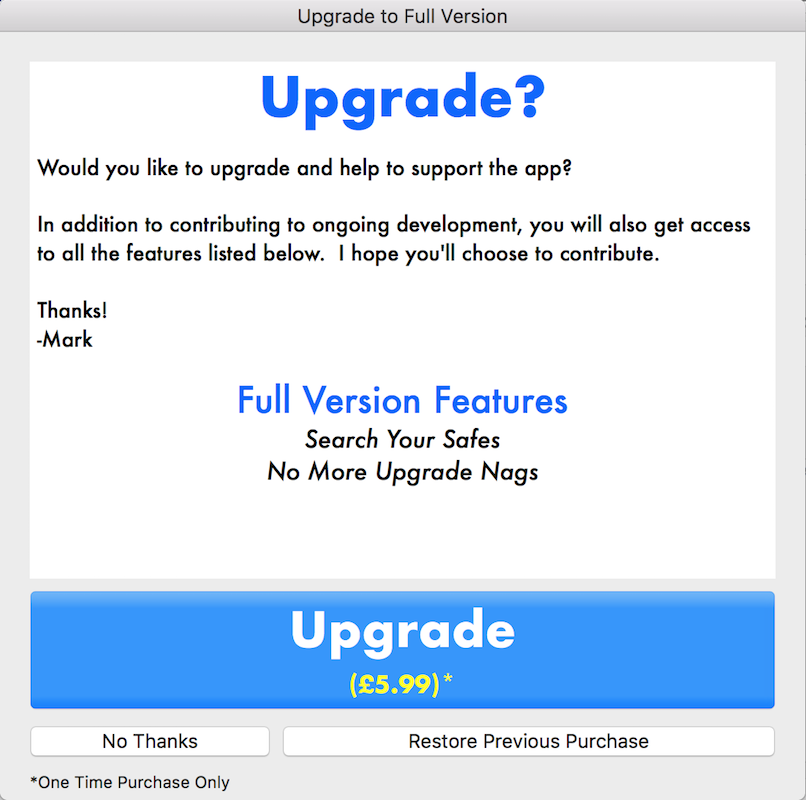 Upgrade to Full Version
Upgrade?
Would you like to upgrade and help to support the app?
In addition to contributing to ongoing development, you will also get access
to all the features listed below.  I hope you'll choose to contribute.
Thanks!
-Mark
Full Version Features
Search Your Safes
No More Upgrade Nags
Upgrade
(£5.99)*
No Thanks
Restore Previous Purchase
*One Time Purchase Only